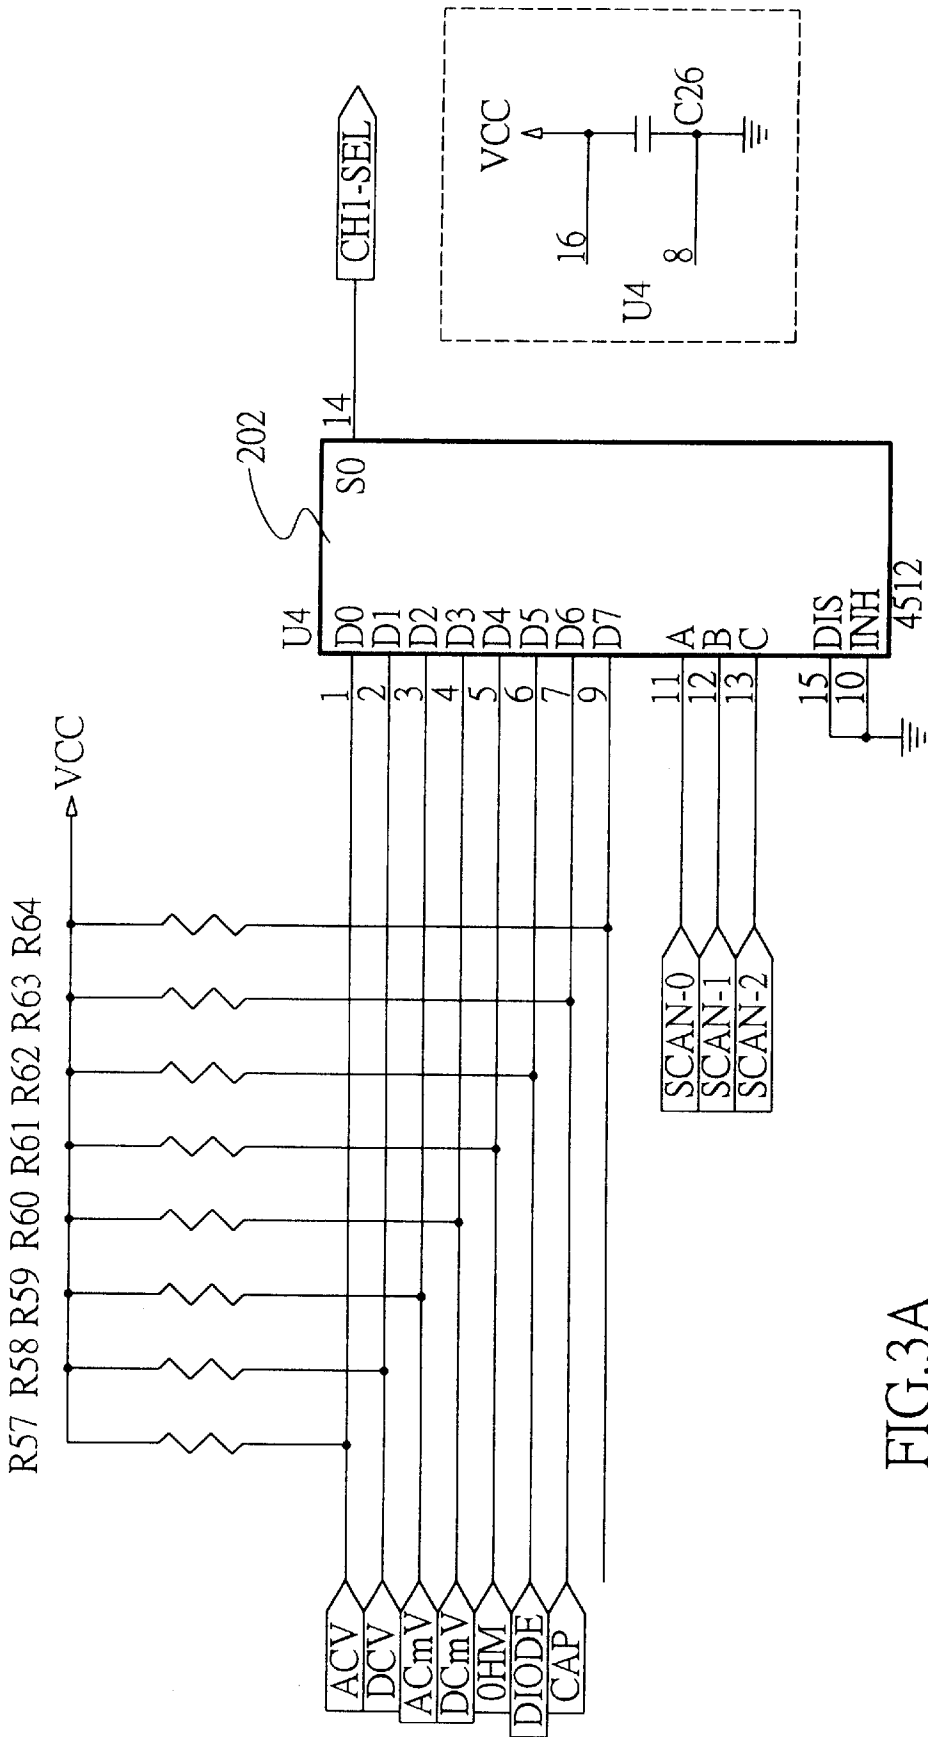 R57 R58 R59 R60 R61 R62 R63 R64
VCC
ACV
DCV
ACmV
DCmV
0HM
DIODE
CAP
1
2
3
4
5
6
7
9
U4
202
D0
D1
D2
D3
D4
D5
D6
D7
S0
14
CH1-SEL
SCAN-0
SCAN-1
SCAN-2
11
12
13
A
B
C
15
10
DIS
INH
4512
VCC
16
C26
8
U4
FIG.3A